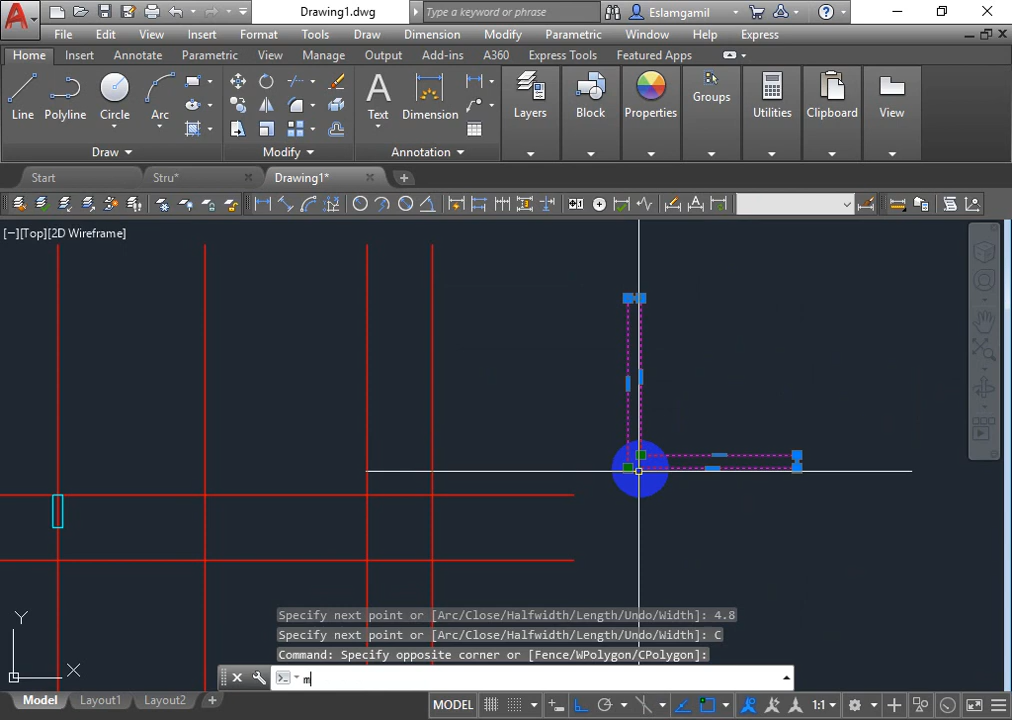 Drawing1.dwg
Type a keyword or phrase
Eslamgamil
File Edit View Insert Format Tools Draw Dimension Modify Parametric Window Help Express
Home Insert Annotate Parametric View Manage Output Add-ins A360 Express Tools Featured Apps
Line Polyline Circle Arc Text Dimension Layers Block Properties Groups Utilities Clipboard View
Draw Modify Annotation
Start Stru* Drawing1*
[−][Top][2D Wireframe]
Specify next point or [Arc/Close/Halfwidth/Length/Undo/Width]: 4.8
Specify next point or [Arc/Close/Halfwidth/Length/Undo/Width]: C
Command: Specify opposite corner or [Fence/WPolygon/CPolygon]:
Y
X
m
Model Layout1 Layout2 + MODEL 1:1